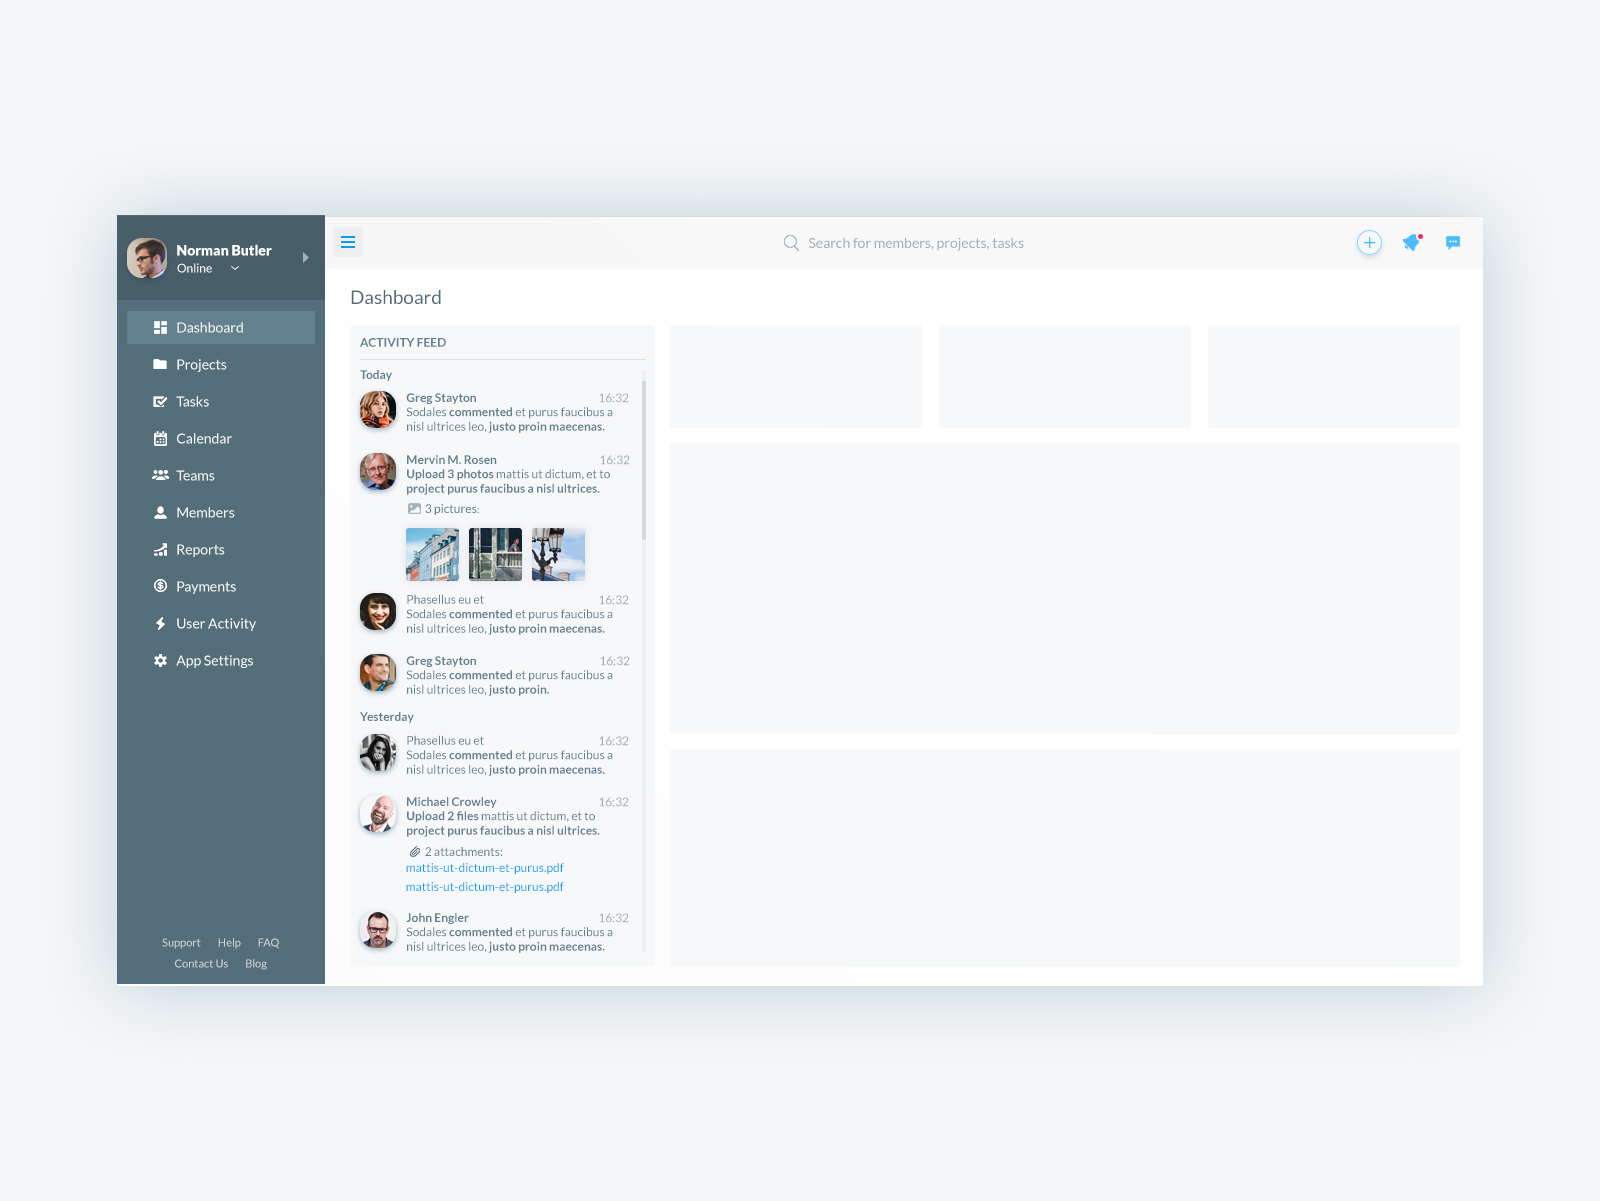 Norman Butler
Online
Dashboard
Projects
Tasks
Calendar
Teams
Members
Reports
Payments
User Activity
App Settings
Support Help FAQ
Contact Us Blog
Search for members, projects, tasks
Dashboard
ACTIVITY FEED
Today
Greg Stayton 16:32
Sodales commented et purus faucibus a
nisl ultrices leo, justo proin maecenas.
Mervin M. Rosen 16:32
Upload 3 photos mattis ut dictum, et to
project purus faucibus a nisl ultrices.
3 pictures:
Phasellus eu et 16:32
Sodales commented et purus faucibus a
nisl ultrices leo, justo proin maecenas.
Greg Stayton 16:32
Sodales commented et purus faucibus a
nisl ultrices leo, justo proin.
Yesterday
Phasellus eu et 16:32
Sodales commented et purus faucibus a
nisl ultrices leo, justo proin maecenas.
Michael Crowley 16:32
Upload 2 files mattis ut dictum, et to
project purus faucibus a nisl ultrices.
2 attachments:
mattis-ut-dictum-et-purus.pdf
mattis-ut-dictum-et-purus.pdf
John Engler 16:32
Sodales commented et purus faucibus a
nisl ultrices leo, justo proin maecenas.